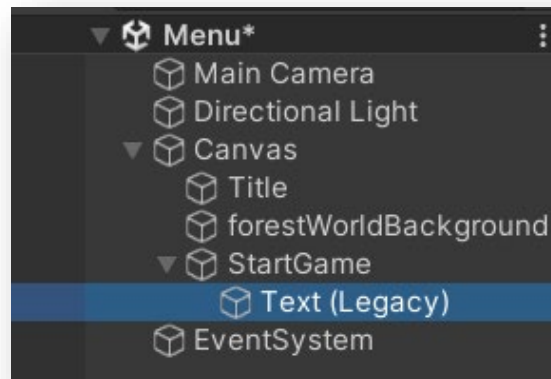 Menu*
Main Camera
Directional Light
Canvas
Title
forestWorldBackground
StartGame
Text (Legacy)
EventSystem